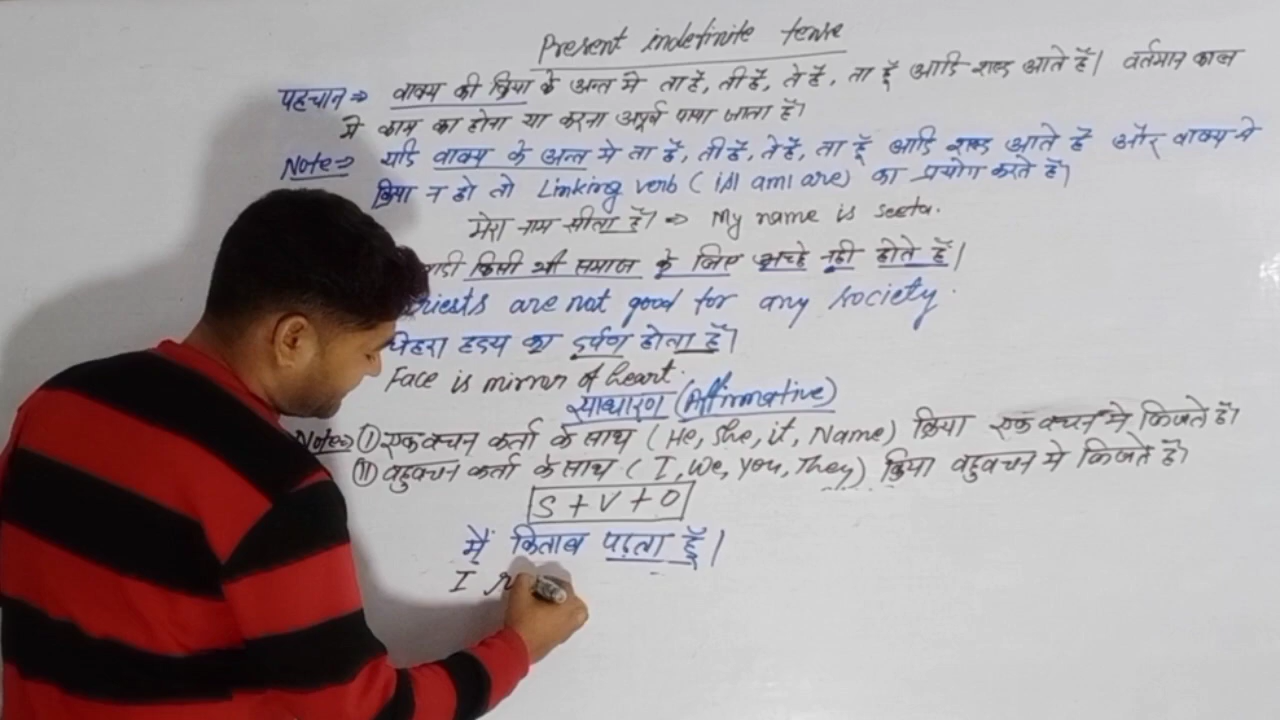 Present indefinite tense
पहचान ⇒ वाक्य की क्रिया के अन्त मे ता है, ती है, ते है, ता हूँ आदि शब्द आते हैं। वर्तमान काल
मे काम का होना या करना अपूर्व पाया जाता है।
Note ⇒ यदि वाक्य के अन्त मे ता है, ती है, ते है, ता हूँ आदि शब्द आते है और वाक्य मे
क्रिया न हो तो Linking verb ( is/ am/ are) का प्रयोग करते है।
मेरा नाम सीता है। ⇒ My name is seeta.
किसी भी समाज के लिए अच्छे नही होते हैं।
are not good for any society.
चेहरा हृदय का दर्पण होता है।
Face is mirror of heart.
साधारण (Affirmative)
Note ⇒ (I) एकवचन कर्ता के साथ (He, She, it, Name) क्रिया एकवचन मे लिखते है।
(II) वहुवचन कर्ता के साथ ( I, We, You, They) क्रिया वहुवचन मे लिखते है।
S + V + O
मैं किताब पढ़ता हूँ।
I